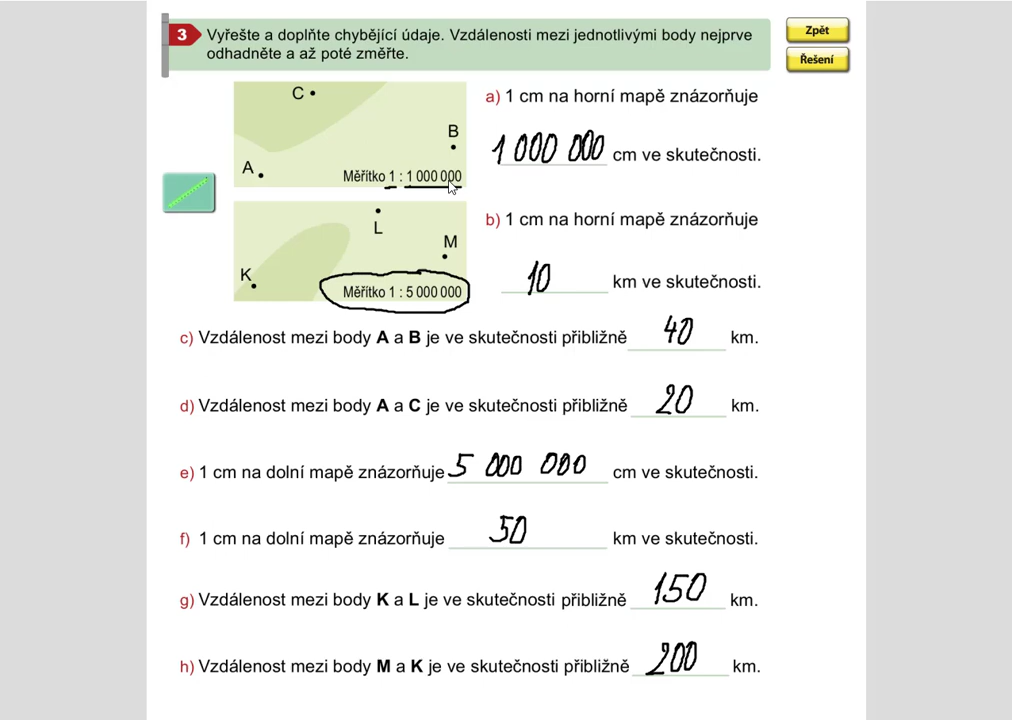 3 Vyřešte a doplňte chybějící údaje. Vzdálenosti mezi jednotlivými body nejprve
odhadněte a až poté změřte.
Zpět
Řešení
C
B
A
Měřítko 1 : 1 000 000
a) 1 cm na horní mapě znázorňuje
1 000 000 cm ve skutečnosti.
L
M
K
Měřítko 1 : 5 000 000
b) 1 cm na horní mapě znázorňuje
10 km ve skutečnosti.
c) Vzdálenost mezi body A a B je ve skutečnosti přibližně 40 km.
d) Vzdálenost mezi body A a C je ve skutečnosti přibližně 20 km.
e) 1 cm na dolní mapě znázorňuje 5 000 000 cm ve skutečnosti.
f) 1 cm na dolní mapě znázorňuje 50 km ve skutečnosti.
g) Vzdálenost mezi body K a L je ve skutečnosti přibližně 150 km.
h) Vzdálenost mezi body M a K je ve skutečnosti přibližně 200 km.